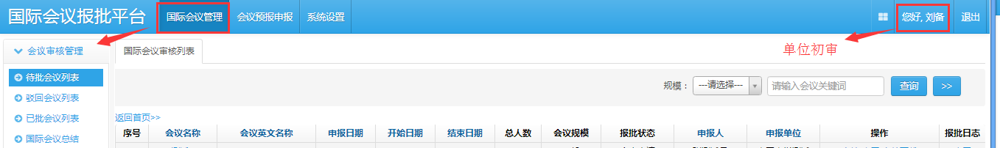 国际会议报批平台 国际会议管理 会议预报申报 系统设置 您好, 刘备 退出
单位初审
会议审核管理 国际会议审核列表
待批会议列表
规模： ---请选择--- 请输入会议关键词 查询 >>
驳回会议列表
已批会议列表
返回首页>>
国际会议总结
序号 会议名称 会议英文名称 申报日期 开始日期 结束日期 总人数 会议规模 报批状态 申报人 申报单位 操作 报批日志